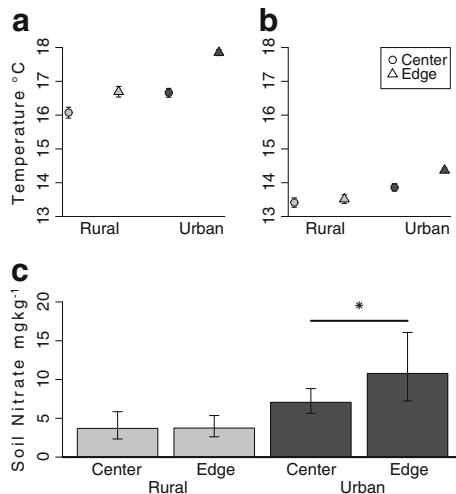 a
b
18
17
16
15
14
13
Temperature °C
Rural Urban
18
17
16
15
14
13
Center
Edge
Rural Urban
c
Soil Nitrate mgkg⁻¹
20
15
10
5
0
*
Center Edge Center Edge
Rural Urban